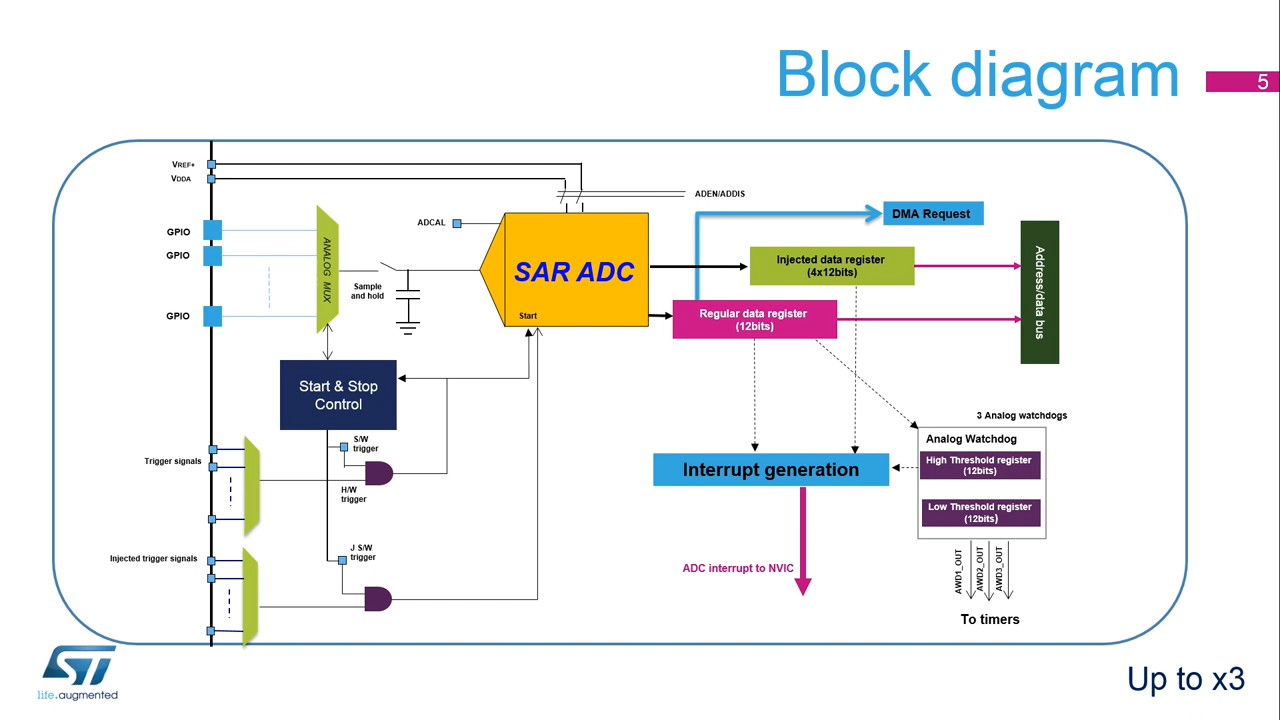 Block diagram
5
VREF+
VDDA
ADEN/ADDIS
ADCAL
DMA Request
GPIO
GPIO
GPIO
ANALOG MUX
Sample
and hold
SAR ADC
Start
Injected data register
(4x12bits)
Regular data register
(12bits)
Address/data bus
Start & Stop
Control
3 Analog watchdogs
Analog Watchdog
High Threshold register
(12bits)
Low Threshold register
(12bits)
Interrupt generation
S/W
trigger
Trigger signals
H/W
trigger
J S/W
trigger
Injected trigger signals
ADC interrupt to NVIC
AWD1_OUT
AWD2_OUT
AWD3_OUT
To timers
ST
life.augmented
Up to x3